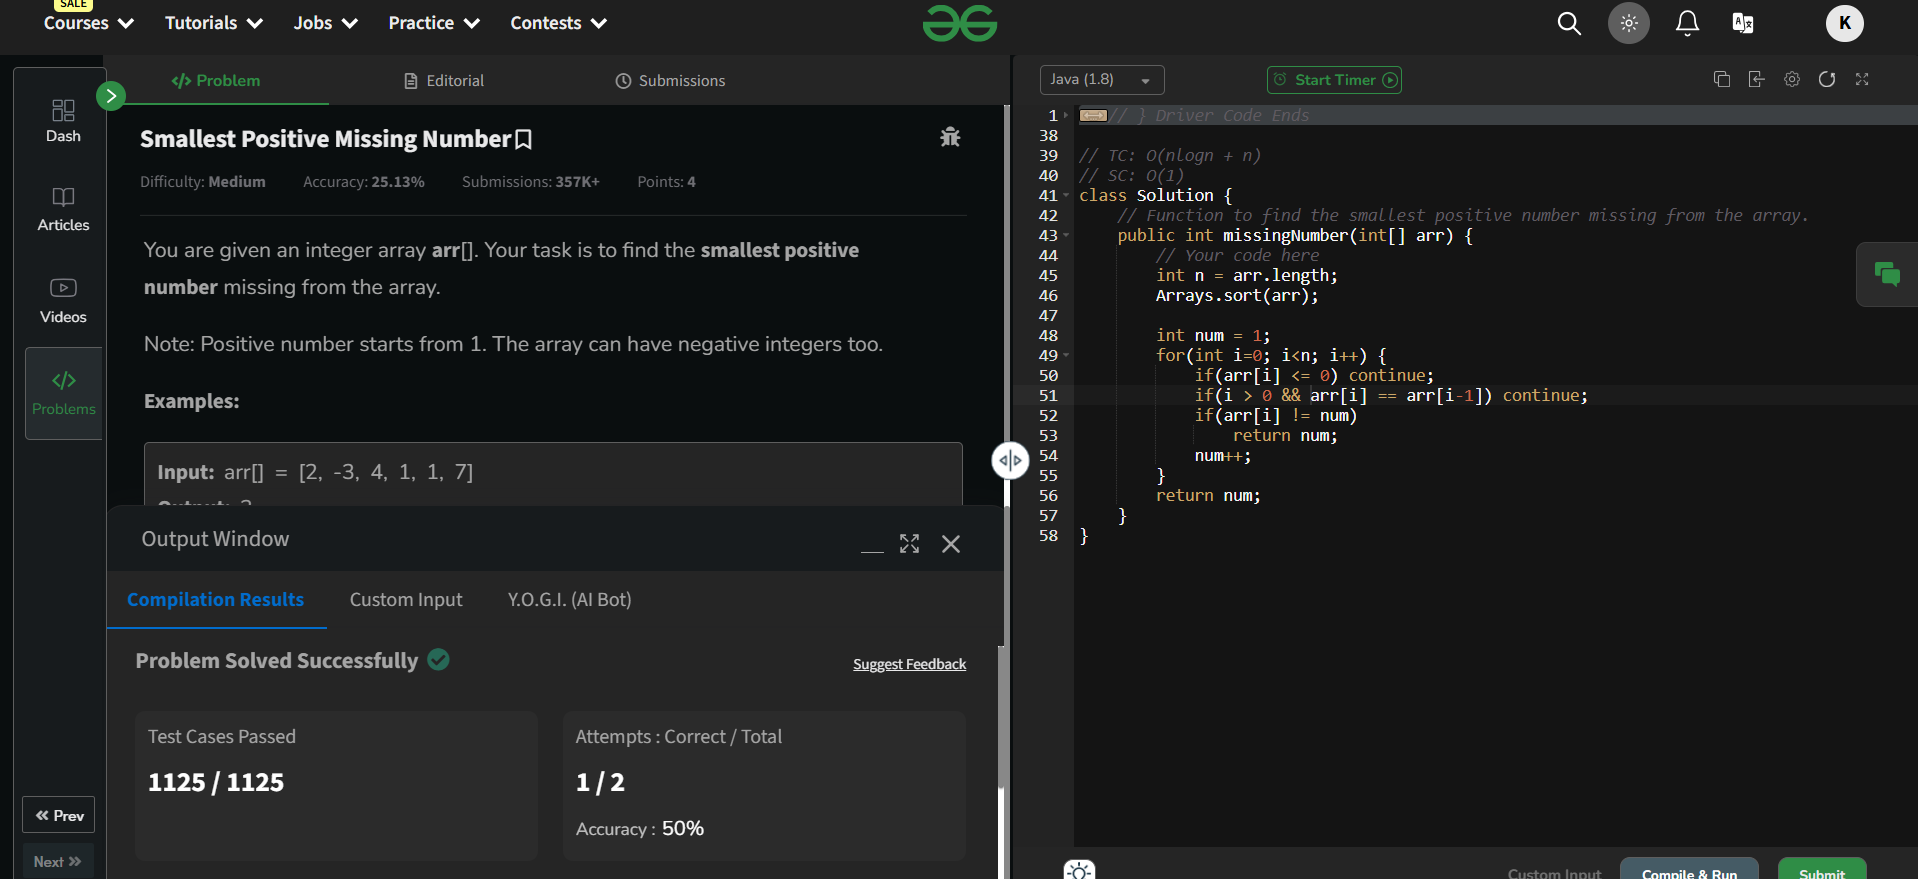 SALE
Courses
Tutorials
Jobs
Practice
Contests
K
Dash
Articles
Videos
Problems
« Prev
Next »
</> Problem
Editorial
Submissions
Smallest Positive Missing Number
Difficulty: Medium
Accuracy: 25.13%
Submissions: 357K+
Points: 4
You are given an integer array arr[]. Your task is to find the smallest positive
number missing from the array.
Note: Positive number starts from 1. The array can have negative integers too.
Examples:
Input: arr[] = [2, -3, 4, 1, 1, 7]
Output Window
Compilation Results
Custom Input
Y.O.G.I. (AI Bot)
Problem Solved Successfully
Suggest Feedback
Test Cases Passed
1125 / 1125
Attempts : Correct / Total
1 / 2
Accuracy : 50%
Java (1.8)
Start Timer
1 // } Driver Code Ends
38
39 // TC: O(nlogn + n)
40 // SC: O(1)
41 class Solution {
42 // Function to find the smallest positive number missing from the array.
43 public int missingNumber(int[] arr) {
44 // Your code here
45 int n = arr.length;
46 Arrays.sort(arr);
47
48 int num = 1;
49 for(int i=0; i<n; i++) {
50 if(arr[i] <= 0) continue;
51 if(i > 0 && arr[i] == arr[i-1]) continue;
52 if(arr[i] != num)
53 return num;
54 num++;
55 }
56 return num;
57 }
58 }
Custom Input
Compile & Run
Submit